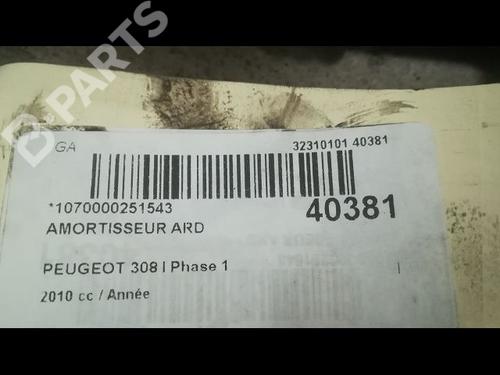 B-PARTS
GA
32310101 40381
*1070000251543
40381
AMORTISSEUR ARD
PEUGEOT 308 I Phase 1
2010 cc / Année